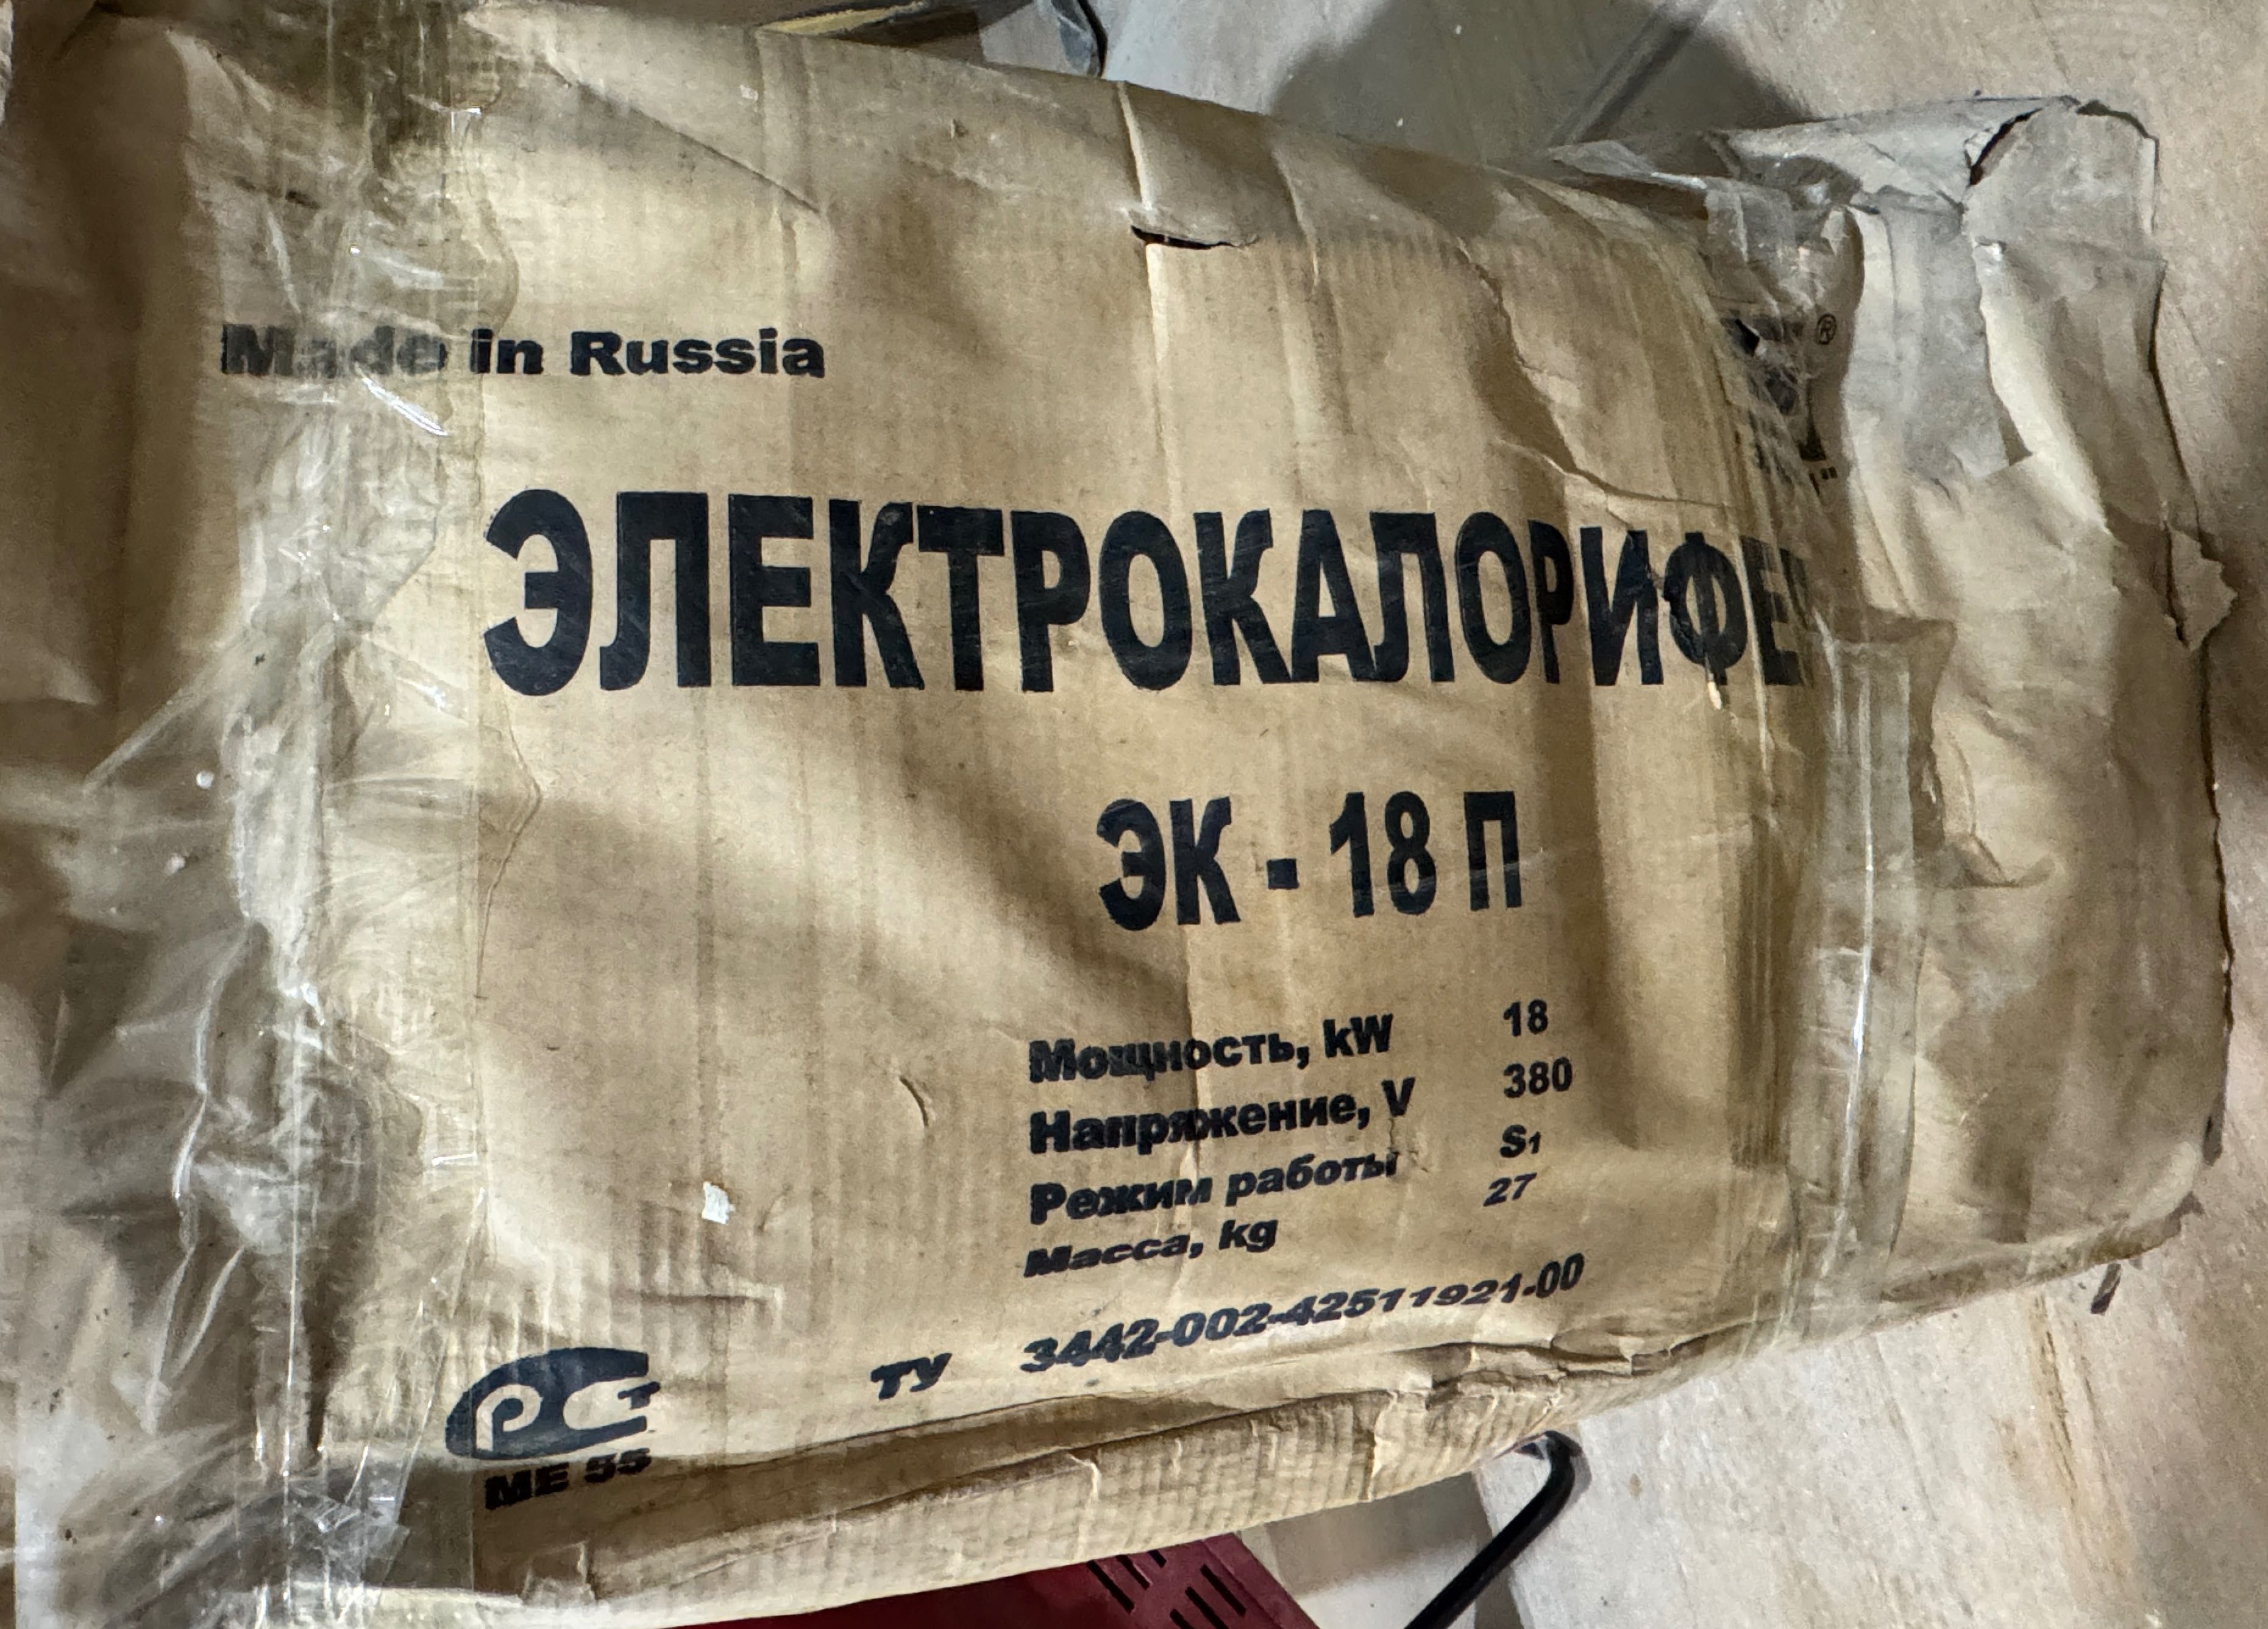 Made in Russia
®
ЭЛЕКТРОКАЛОРИФЕ
ЭК - 18 П
Мощность, kW 18
Напряжение, V 380
Режим работы S1
Масса, kg 27
ТУ 3442-002-42511921-00
РСТ
МЕ 55